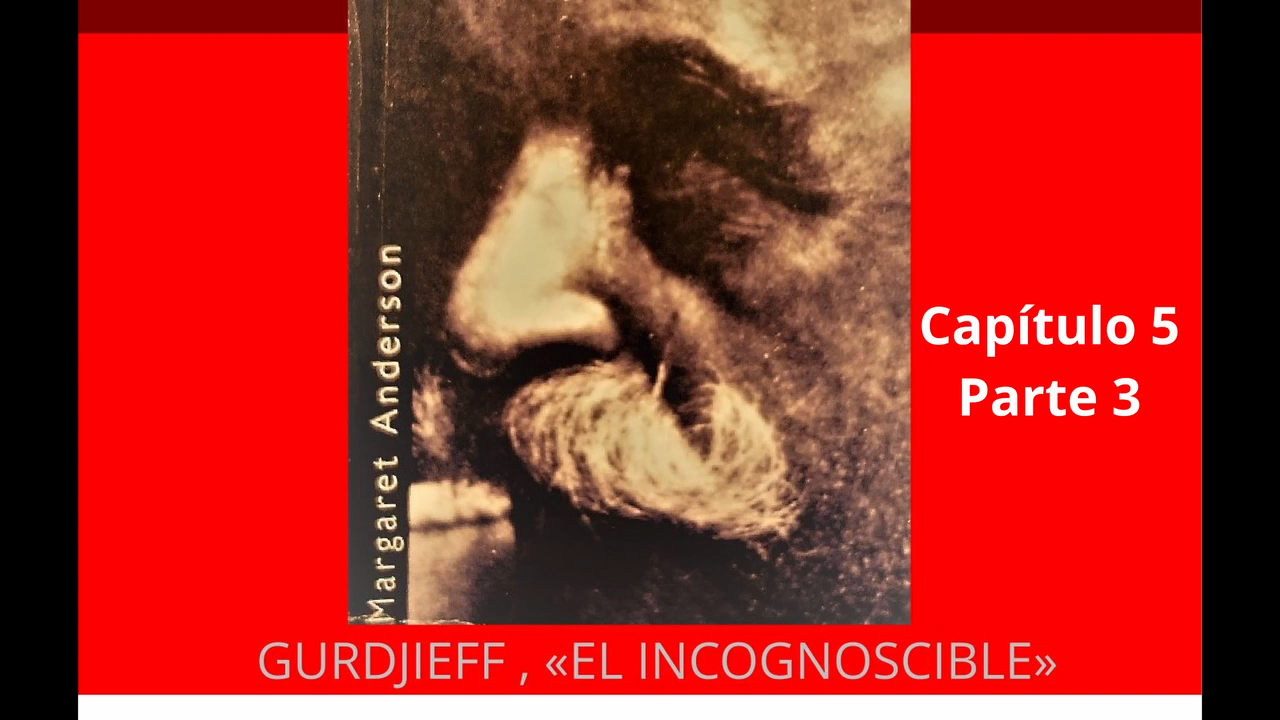 Margaret Anderson
Capítulo 5
Parte 3
GURDJIEFF , «EL INCOGNOSCIBLE»